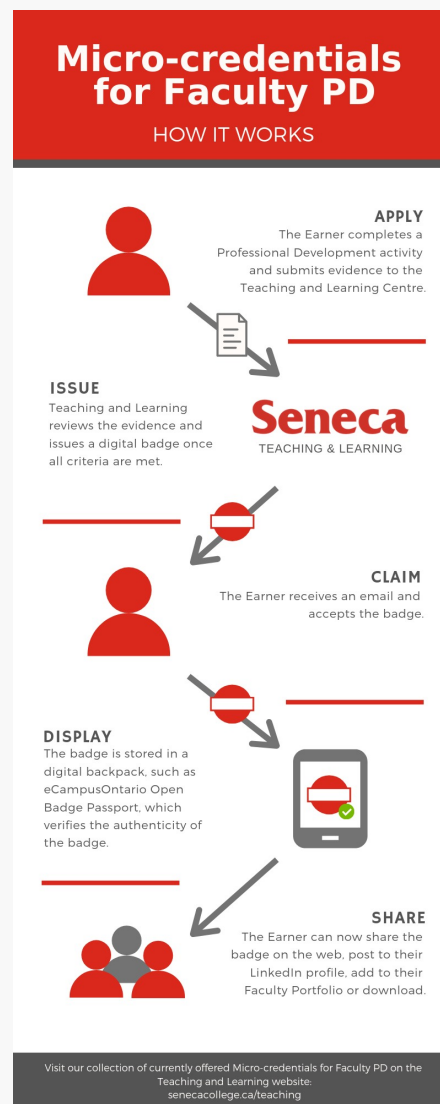 Micro-credentials
for Faculty PD
HOW IT WORKS
APPLY
The Earner completes a
Professional Development activity
and submits evidence to the
Teaching and Learning Centre.
ISSUE
Teaching and Learning
reviews the evidence and
issues a digital badge once
all criteria are met.
Seneca
TEACHING & LEARNING
CLAIM
The Earner receives an email and
accepts the badge.
DISPLAY
The badge is stored in a
digital backpack, such as
eCampusOntario Open
Badge Passport, which
verifies the authenticity of
the badge.
SHARE
The Earner can now share the
badge on the web, post to their
LinkedIn profile, add to their
Faculty Portfolio or download.
Visit our collection of currently offered Micro-credentials for Faculty PD on the
Teaching and Learning website:
senecacollege.ca/teaching